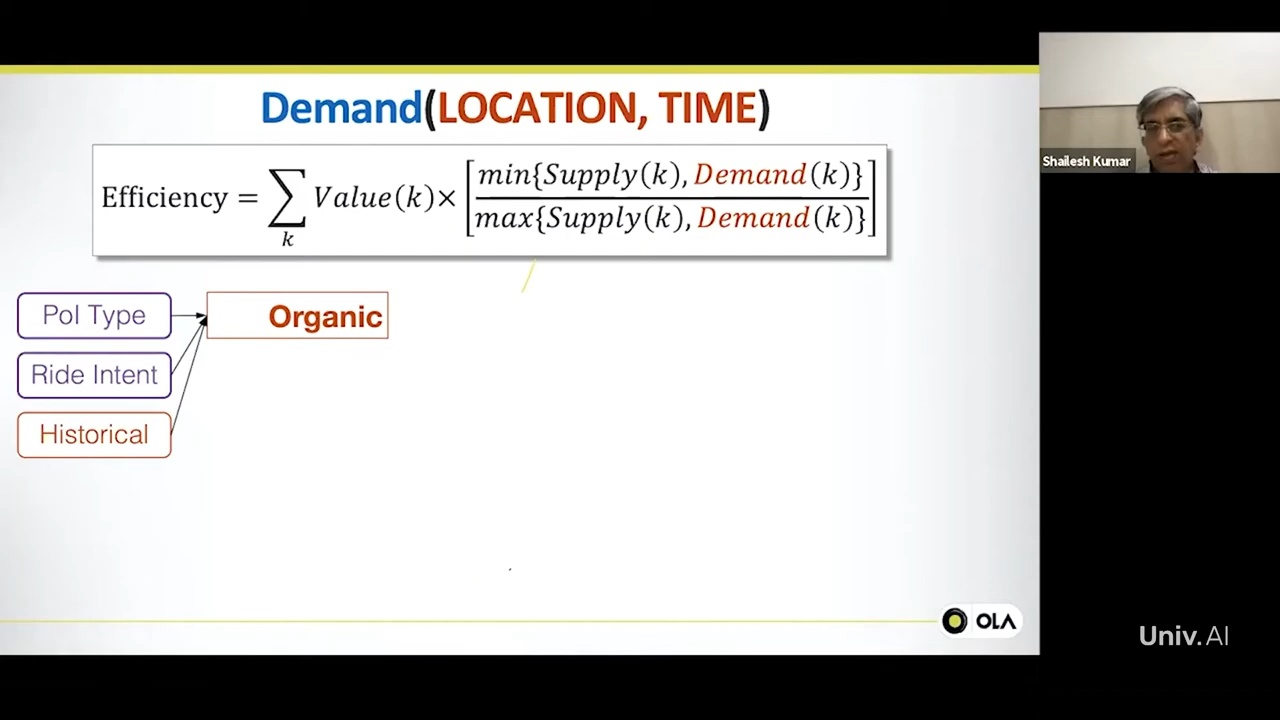 Demand(LOCATION, TIME)
Efficiency = ∑ Value(k) × [min{Supply(k), Demand(k)} / max{Supply(k), Demand(k)}]
k
PoI Type
Organic
Ride Intent
Historical
OLA
Shailesh Kumar
Univ.AI